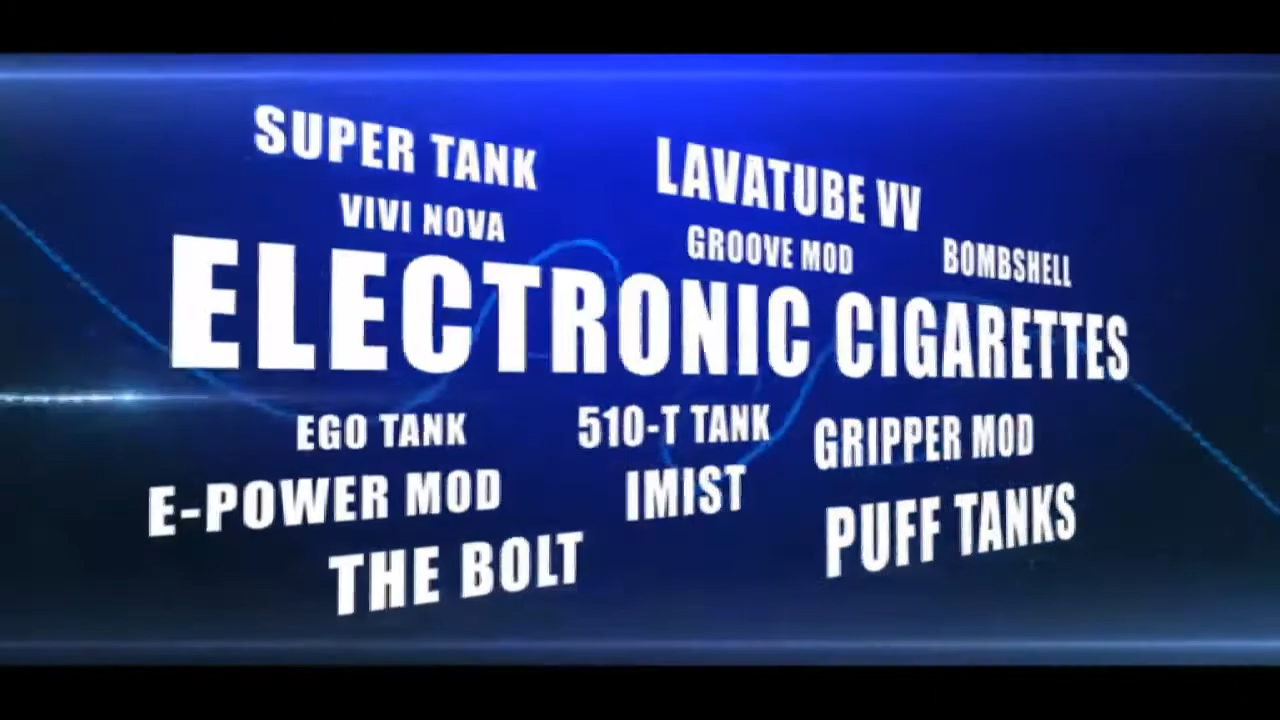 SUPER TANK
LAVATUBE VV
VIVI NOVA
GROOVE MOD
BOMBSHELL
ELECTRONIC CIGARETTES
EGO TANK
510-T TANK
GRIPPER MOD
E-POWER MOD
IMIST
PUFF TANKS
THE BOLT